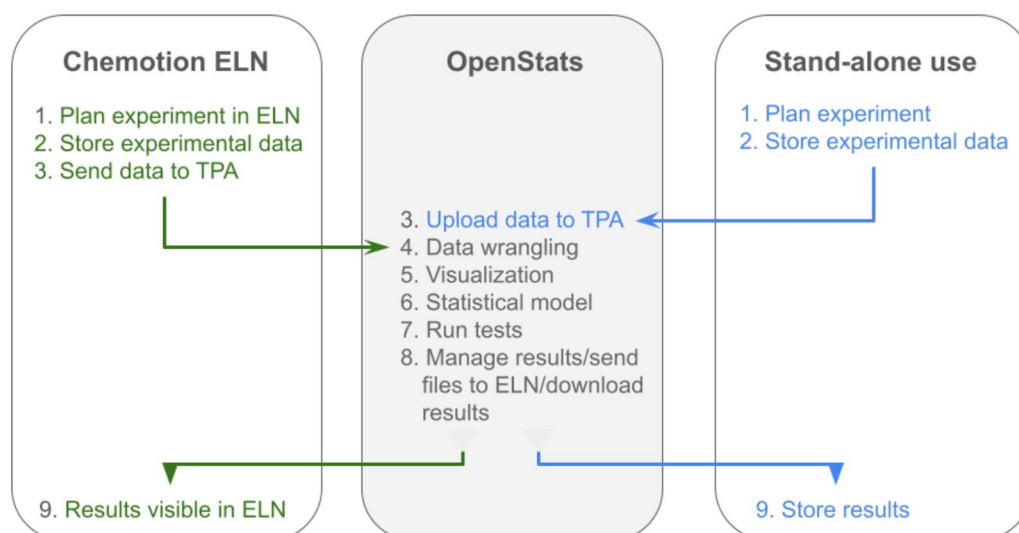 Chemotion ELN
1. Plan experiment in ELN
2. Store experimental data
3. Send data to TPA
9. Results visible in ELN
OpenStats
3. Upload data to TPA
4. Data wrangling
5. Visualization
6. Statistical model
7. Run tests
8. Manage results/send
files to ELN/download
results
Stand-alone use
1. Plan experiment
2. Store experimental data
9. Store results